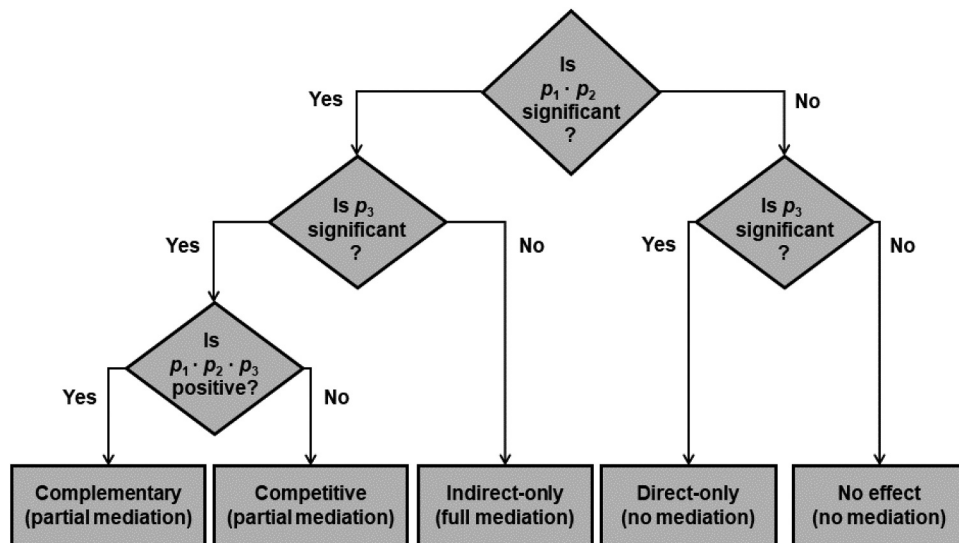 Is
p₁ · p₂
significant
?
Yes
No
Is p₃
significant
?
Yes
No
Is p₃
significant
?
Yes
No
Is
p₁ · p₂ · p₃
positive?
Yes
No
Complementary
(partial mediation)
Competitive
(partial mediation)
Indirect-only
(full mediation)
Direct-only
(no mediation)
No effect
(no mediation)